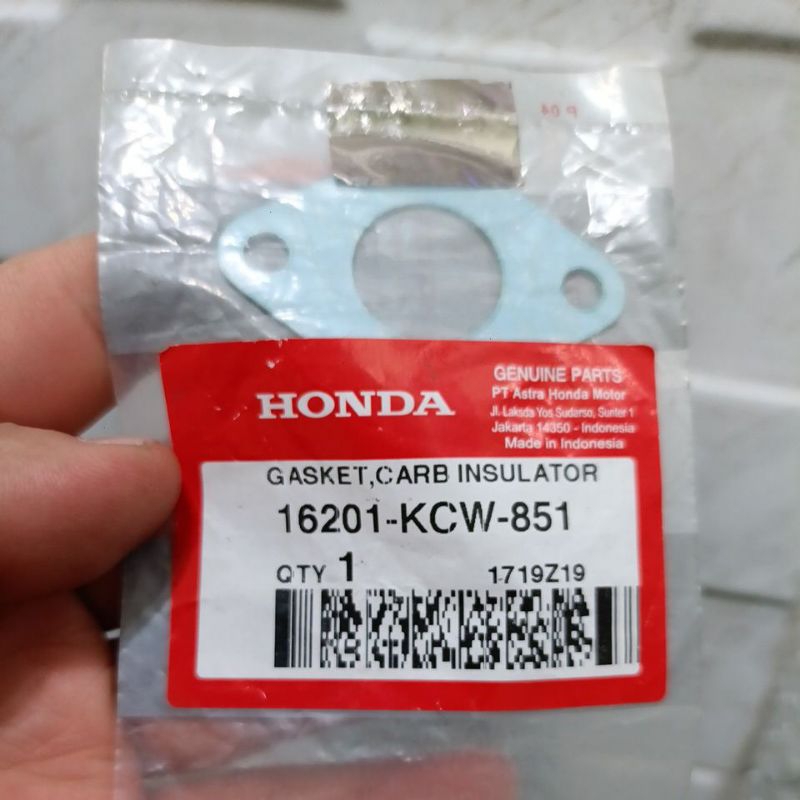 P 04
HONDA
GENUINE PARTS
PT Astra Honda Motor
Jl. Laksda Yos Sudarso, Sunter 1
Jakarta 14350 - Indonesia
Made in Indonesia
GASKET,CARB INSULATOR
16201-KCW-851
QTY 1 1719Z19